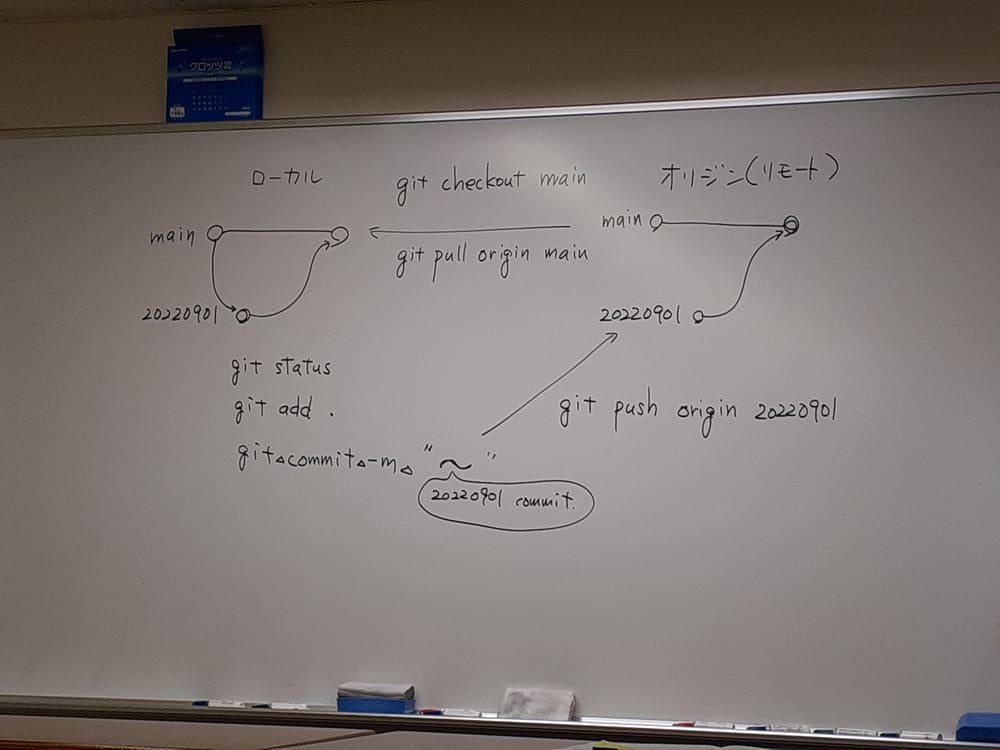 クロッツ
ローカル
git checkout main
オリジン(リモート)
main
main
git pull origin main
20220901
20220901
git status
git add .
git push origin 20220901
git▵commit▵-m▵ "～"
20220901 commit.